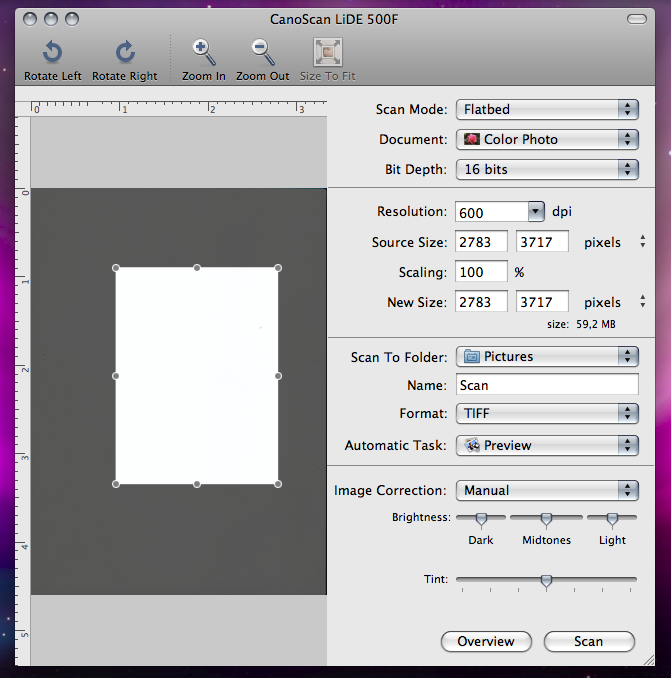 CanoScan LiDE 500F
Rotate Left Rotate Right Zoom In Zoom Out Size To Fit
0 1 2 3
0
1
2
3
4
5
Scan Mode: Flatbed
Document: Color Photo
Bit Depth: 16 bits
Resolution: 600 dpi
Source Size: 2783 3717 pixels
Scaling: 100 %
New Size: 2783 3717 pixels
size: 59,2 MB
Scan To Folder: Pictures
Name: Scan
Format: TIFF
Automatic Task: Preview
Image Correction: Manual
Brightness:
Dark Midtones Light
Tint:
Overview Scan